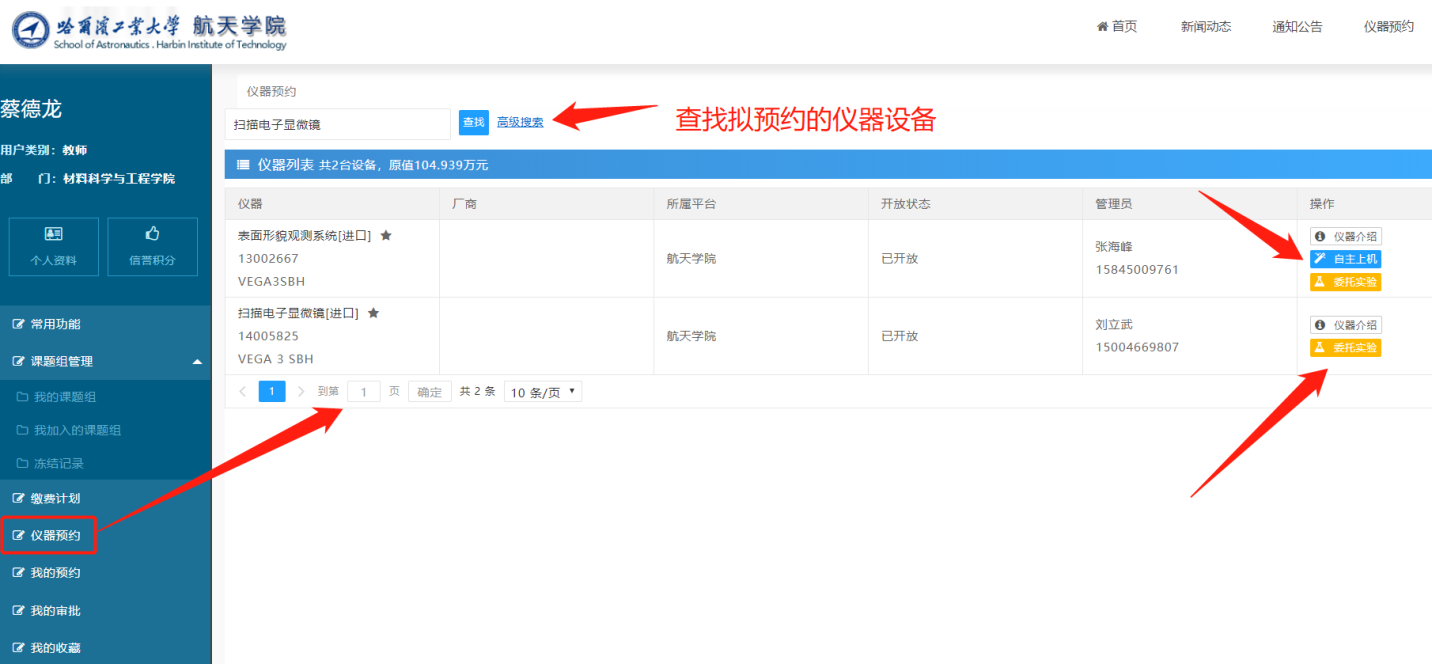 哈爾濱工業大學 航天学院
School of Astronautics . Harbin Institute of Technology
首页 新闻动态 通知公告 仪器预约
蔡德龙
用户类别：教师
部 门：材料科学与工程学院
个人资料 信誉积分
常用功能
课题组管理
我的课题组
我加入的课题组
冻结记录
缴费计划
仪器预约
我的预约
我的审批
我的收藏
仪器预约
扫描电子显微镜 查找 高级搜索 查找拟预约的仪器设备
仪器列表 共2台设备，原值104.939万元
仪器 厂商 所属平台 开放状态 管理员 操作
表面形貌观测系统[进口]
13002667
VEGA3SBH
航天学院
已开放
张海峰
15845009761
仪器介绍
自主上机
委托实验
扫描电子显微镜[进口]
14005825
VEGA 3 SBH
航天学院
已开放
刘立武
15004669807
仪器介绍
委托实验
1 到第 1 页 确定 共 2 条 10 条/页